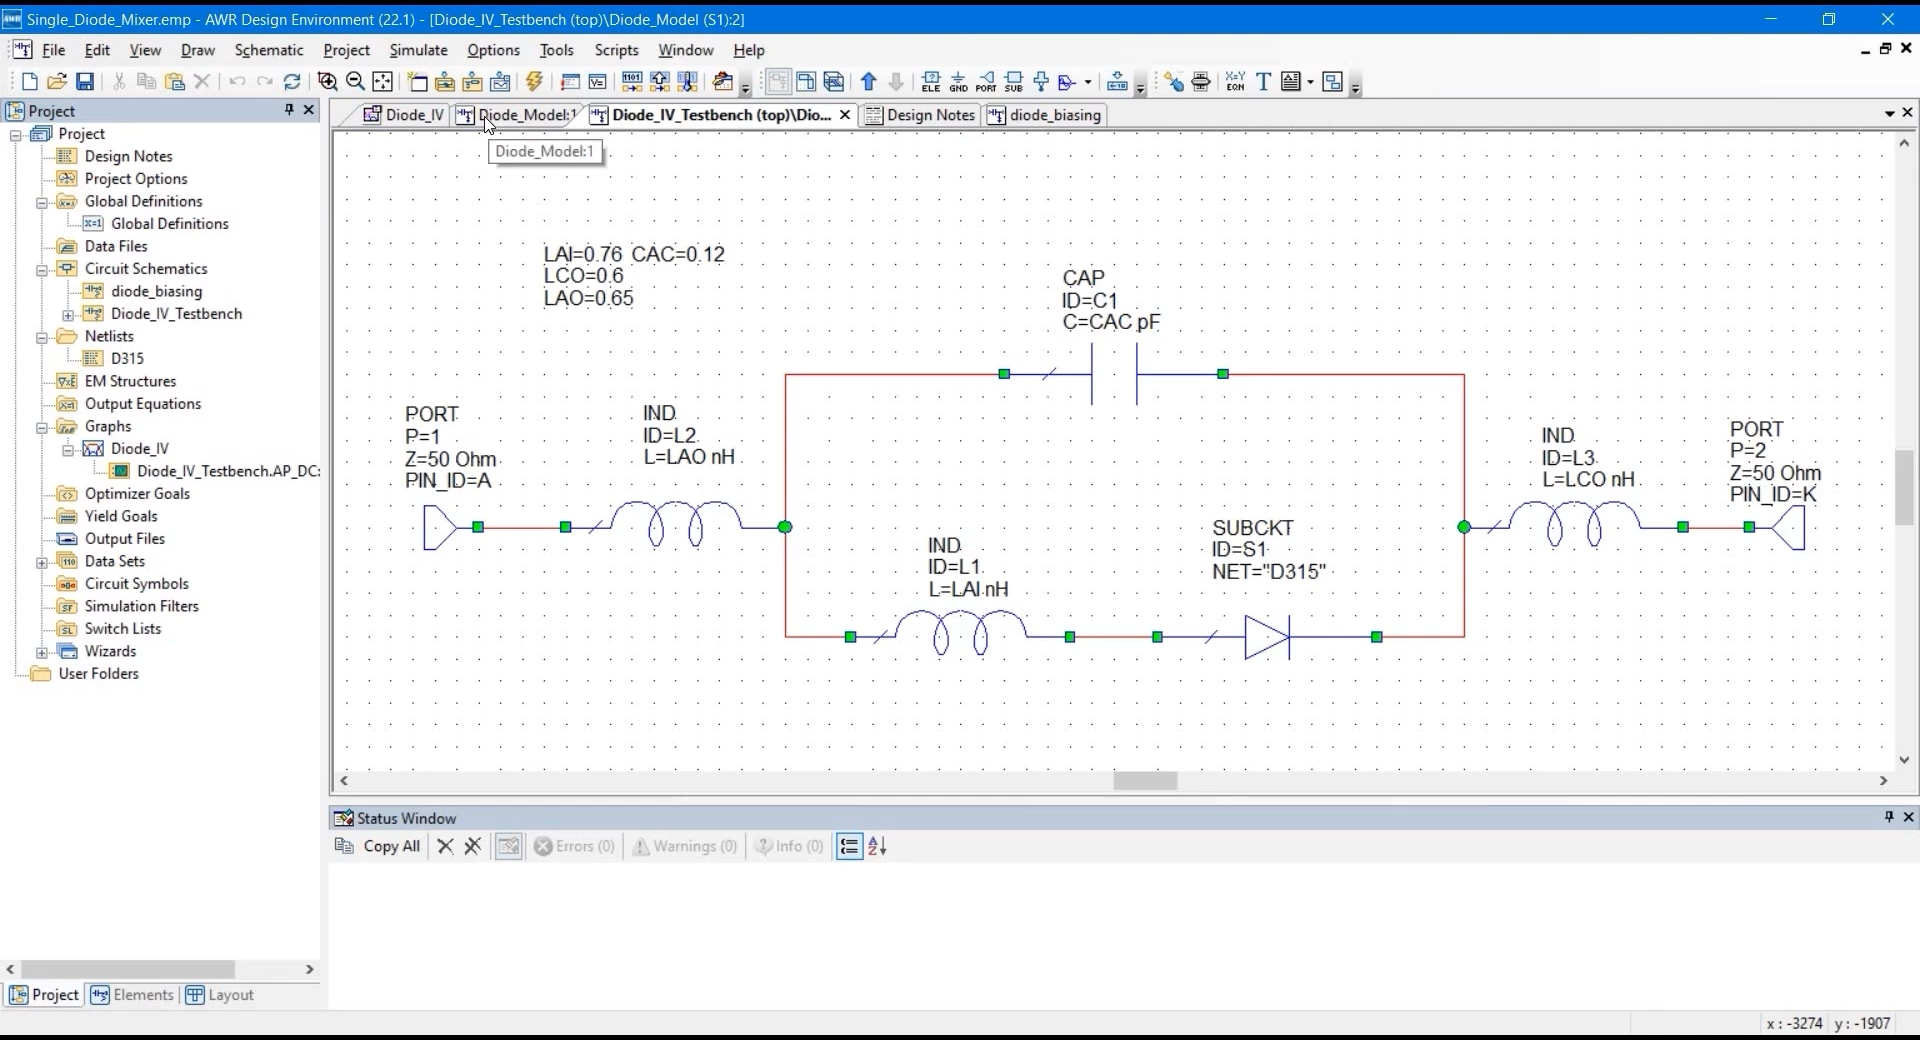 Single_Diode_Mixer.emp - AWR Design Environment (22.1) - [Diode_IV_Testbench (top)\Diode_Model (S1):2]
File Edit View Draw Schematic Project Simulate Options Tools Scripts Window Help
ELE GND PORT SUB X=Y EQN T
Project
Diode_IV Diode_Model:1 Diode_IV_Testbench (top)\Dio... Design Notes diode_biasing
Diode_Model:1
Project
Design Notes
Project Options
Global Definitions
Global Definitions
Data Files
Circuit Schematics
diode_biasing
Diode_IV_Testbench
Netlists
D315
EM Structures
Output Equations
Graphs
Diode_IV
Diode_IV_Testbench.AP_DC:
Optimizer Goals
Yield Goals
Output Files
Data Sets
Circuit Symbols
Simulation Filters
Switch Lists
Wizards
User Folders
Project Elements Layout
LAI=0.76 CAC=0.12
LCO=0.6
LAO=0.65
CAP
ID=C1
C=CAC pF
PORT
P=1
Z=50 Ohm
PIN_ID=A
IND
ID=L2
L=LAO nH
IND
ID=L1
L=LAI nH
SUBCKT
ID=S1
NET="D315"
IND
ID=L3
L=LCO nH
PORT
P=2
Z=50 Ohm
PIN_ID=K
Status Window
Copy All Errors (0) Warnings (0) Info (0)
x : -3274 y : -1907